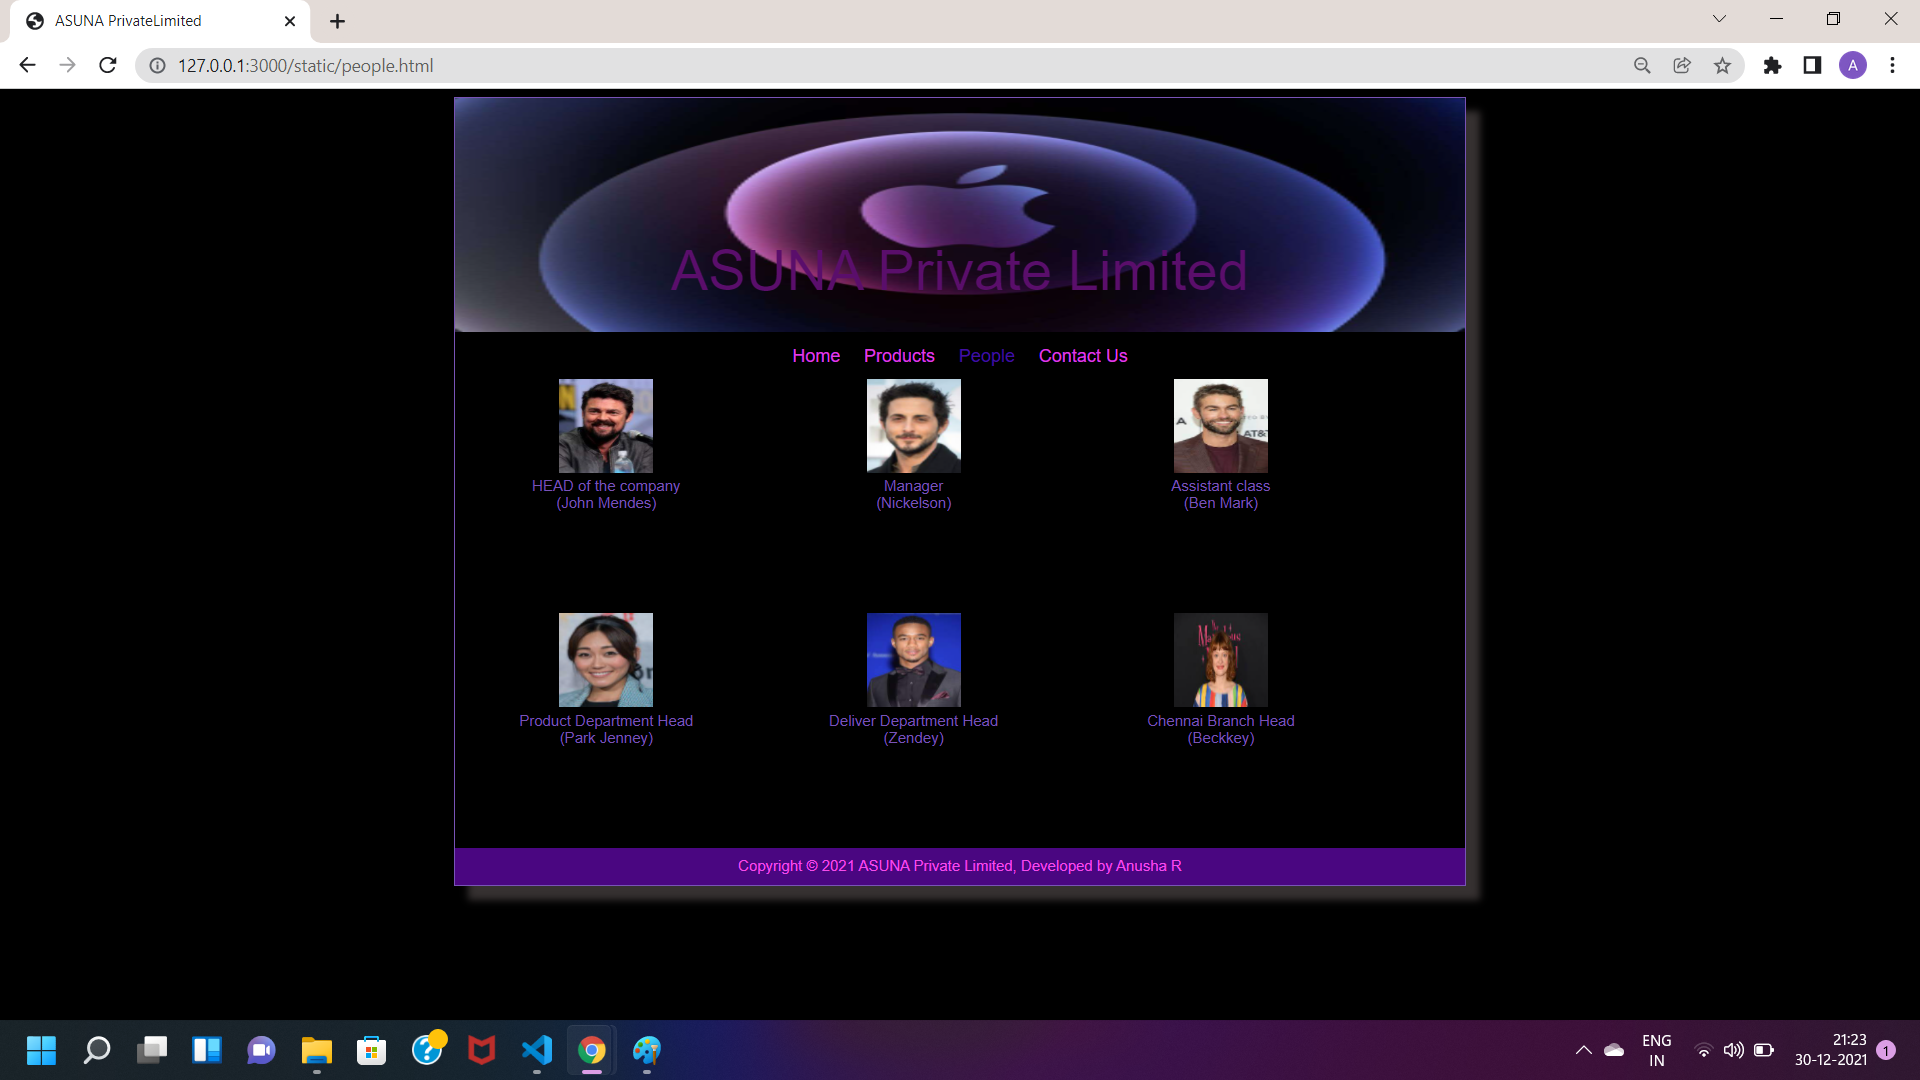 ASUNA PrivateLimited
127.0.0.1:3000/static/people.html
A
ASUNA Private Limited
Home Products People Contact Us
A
AT&T
HEAD of the company
(John Mendes)
Manager
(Nickelson)
Assistant class
(Ben Mark)
Product Department Head
(Park Jenney)
Deliver Department Head
(Zendey)
Chennai Branch Head
(Beckkey)
Copyright © 2021 ASUNA Private Limited, Developed by Anusha R
ENG
IN
21:23
30-12-2021
1